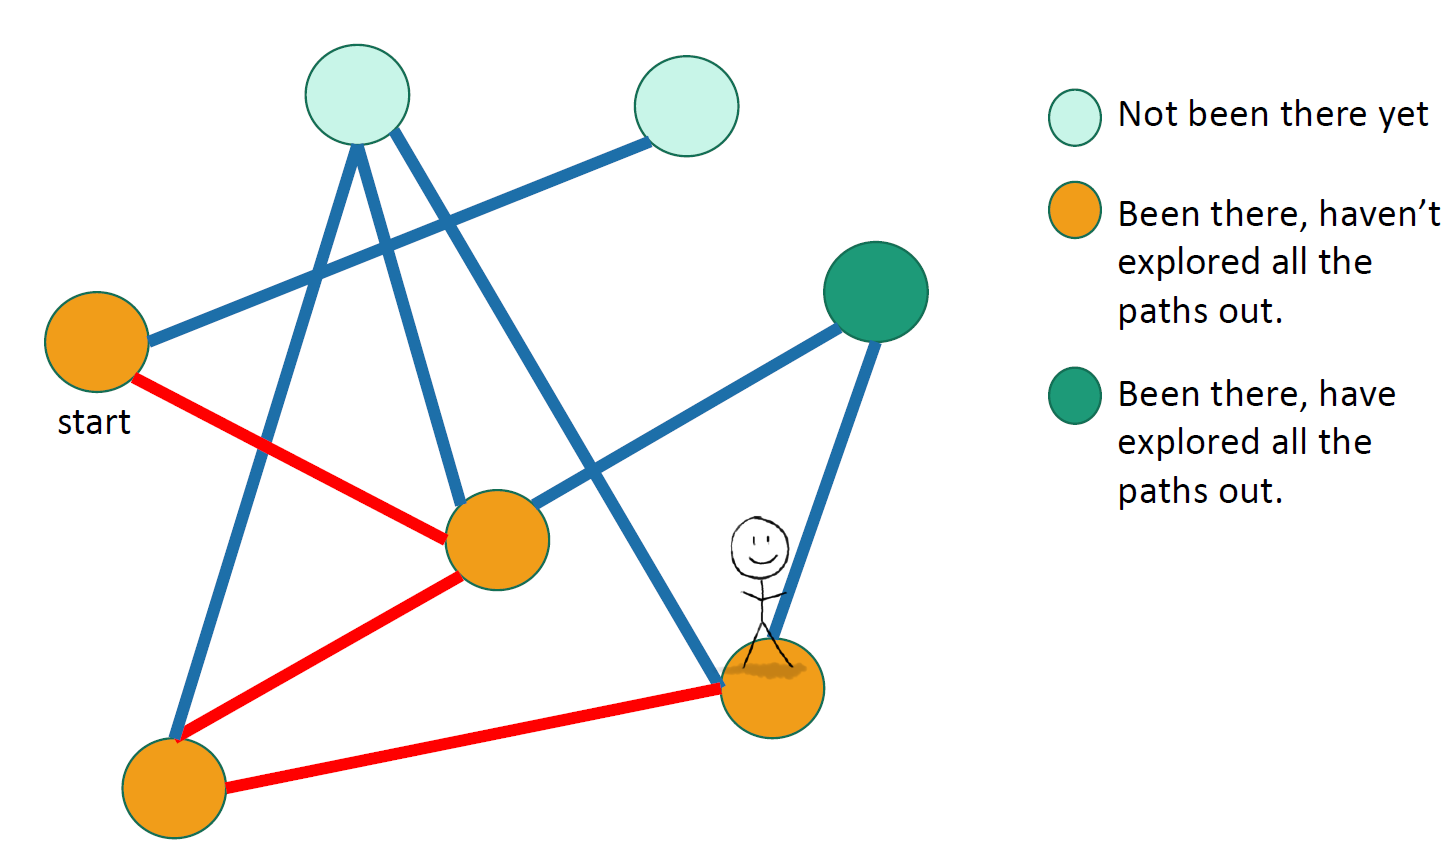 Not been there yet
Been there, haven’t
explored all the
paths out.
Been there, have
explored all the
paths out.
start